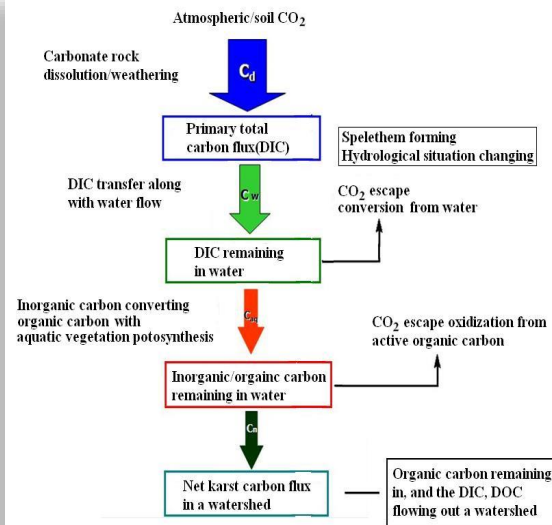 Atmospheric/soil CO₂
Carbonate rock
dissolution/weathering
Cd
Primary total
carbon flux(DIC)
Spelethem forming
Hydrological situation changing
DIC transfer along
with water flow
C w
CO₂ escape
conversion from water
DIC remaining
in water
Inorganic carbon converting
organic carbon with
aquatic vegetation potosynthesis
Caq
CO₂ escape oxidization from
active organic carbon
Inorganic/orgainc carbon
remaining in water
Cn
Net karst carbon flux
in a watershed
Organic carbon remaining
in, and the DIC, DOC
flowing out a watershed